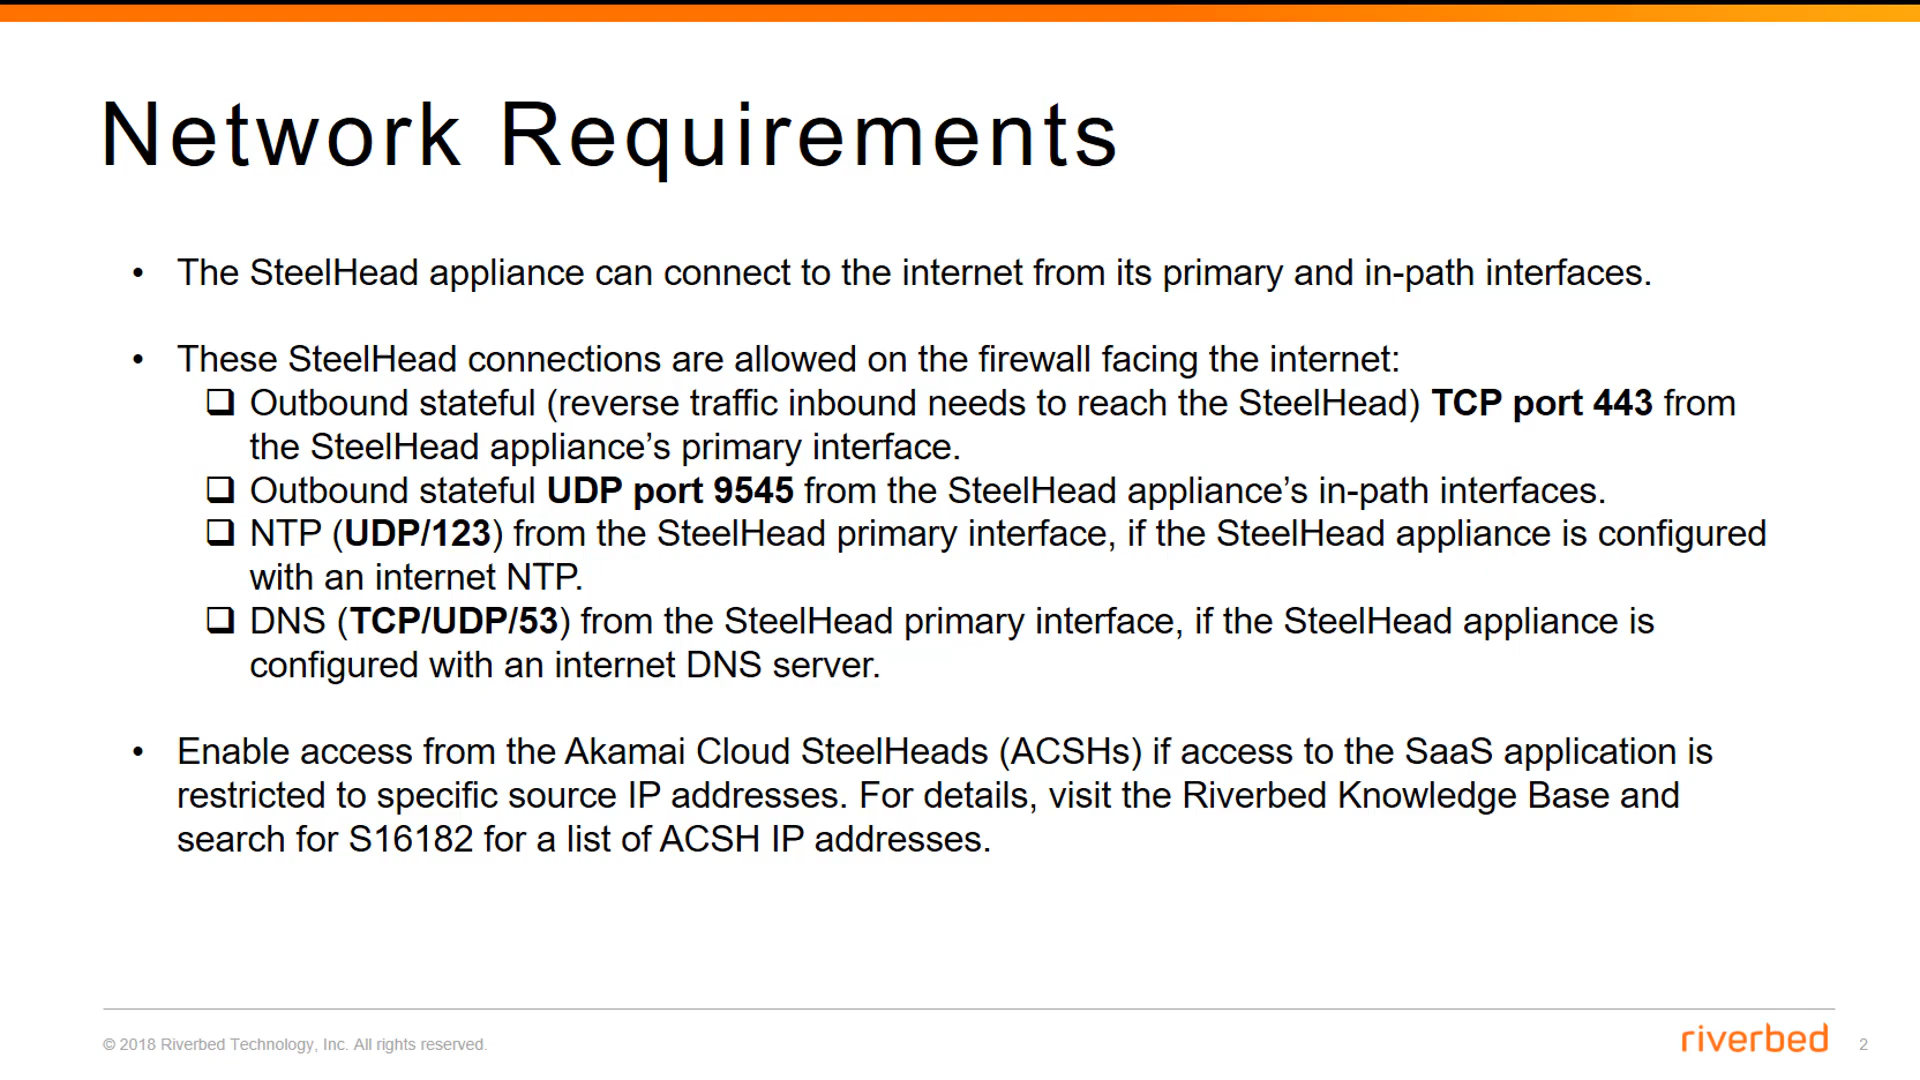 Network Requirements
• The SteelHead appliance can connect to the internet from its primary and in-path interfaces.
• These SteelHead connections are allowed on the firewall facing the internet:
❑ Outbound stateful (reverse traffic inbound needs to reach the SteelHead) TCP port 443 from
the SteelHead appliance’s primary interface.
❑ Outbound stateful UDP port 9545 from the SteelHead appliance’s in-path interfaces.
❑ NTP (UDP/123) from the SteelHead primary interface, if the SteelHead appliance is configured
with an internet NTP.
❑ DNS (TCP/UDP/53) from the SteelHead primary interface, if the SteelHead appliance is
configured with an internet DNS server.
• Enable access from the Akamai Cloud SteelHeads (ACSHs) if access to the SaaS application is
restricted to specific source IP addresses. For details, visit the Riverbed Knowledge Base and
search for S16182 for a list of ACSH IP addresses.
© 2018 Riverbed Technology, Inc. All rights reserved.
riverbed
2